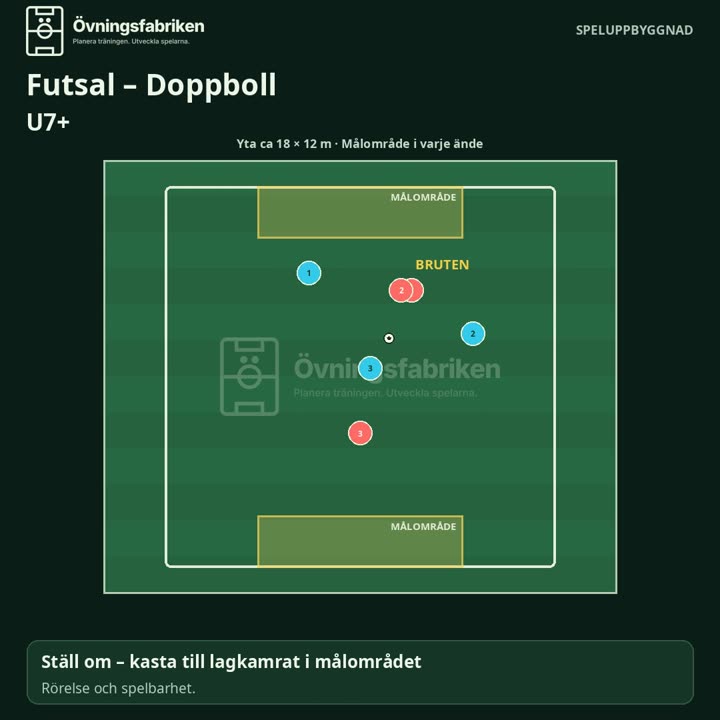 Övningsfabriken
Planera träningen. Utveckla spelarna.
SPELUPPBYGGNAD
Futsal – Doppboll
U7+
Yta ca 18 × 12 m · Målområde i varje ände
MÅLOMRÅDE
BRUTEN
1
2
2
3
Övningsfabriken
Planera träningen. Utveckla spelarna.
3
MÅLOMRÅDE
Ställ om – kasta till lagkamrat i målområdet
Rörelse och spelbarhet.